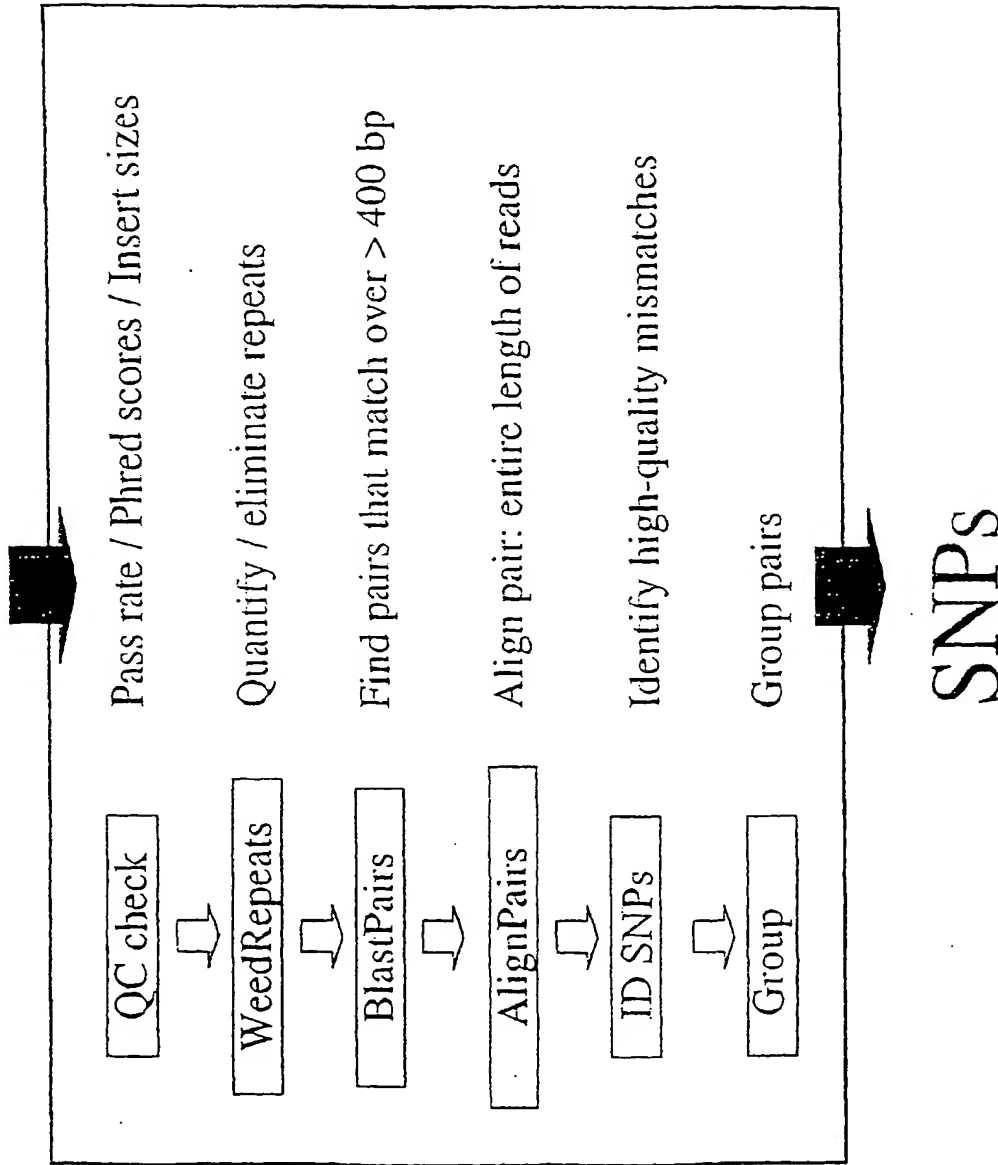 QC check
Pass rate / Phred scores / Insert sizes
WeedRepeats
Quantify / eliminate repeats
BlastPairs
Find pairs that match over > 400 bp
AlignPairs
Align pair: entire length of reads
ID SNPs
Identify high-quality mismatches
Group
Group pairs
SNPs